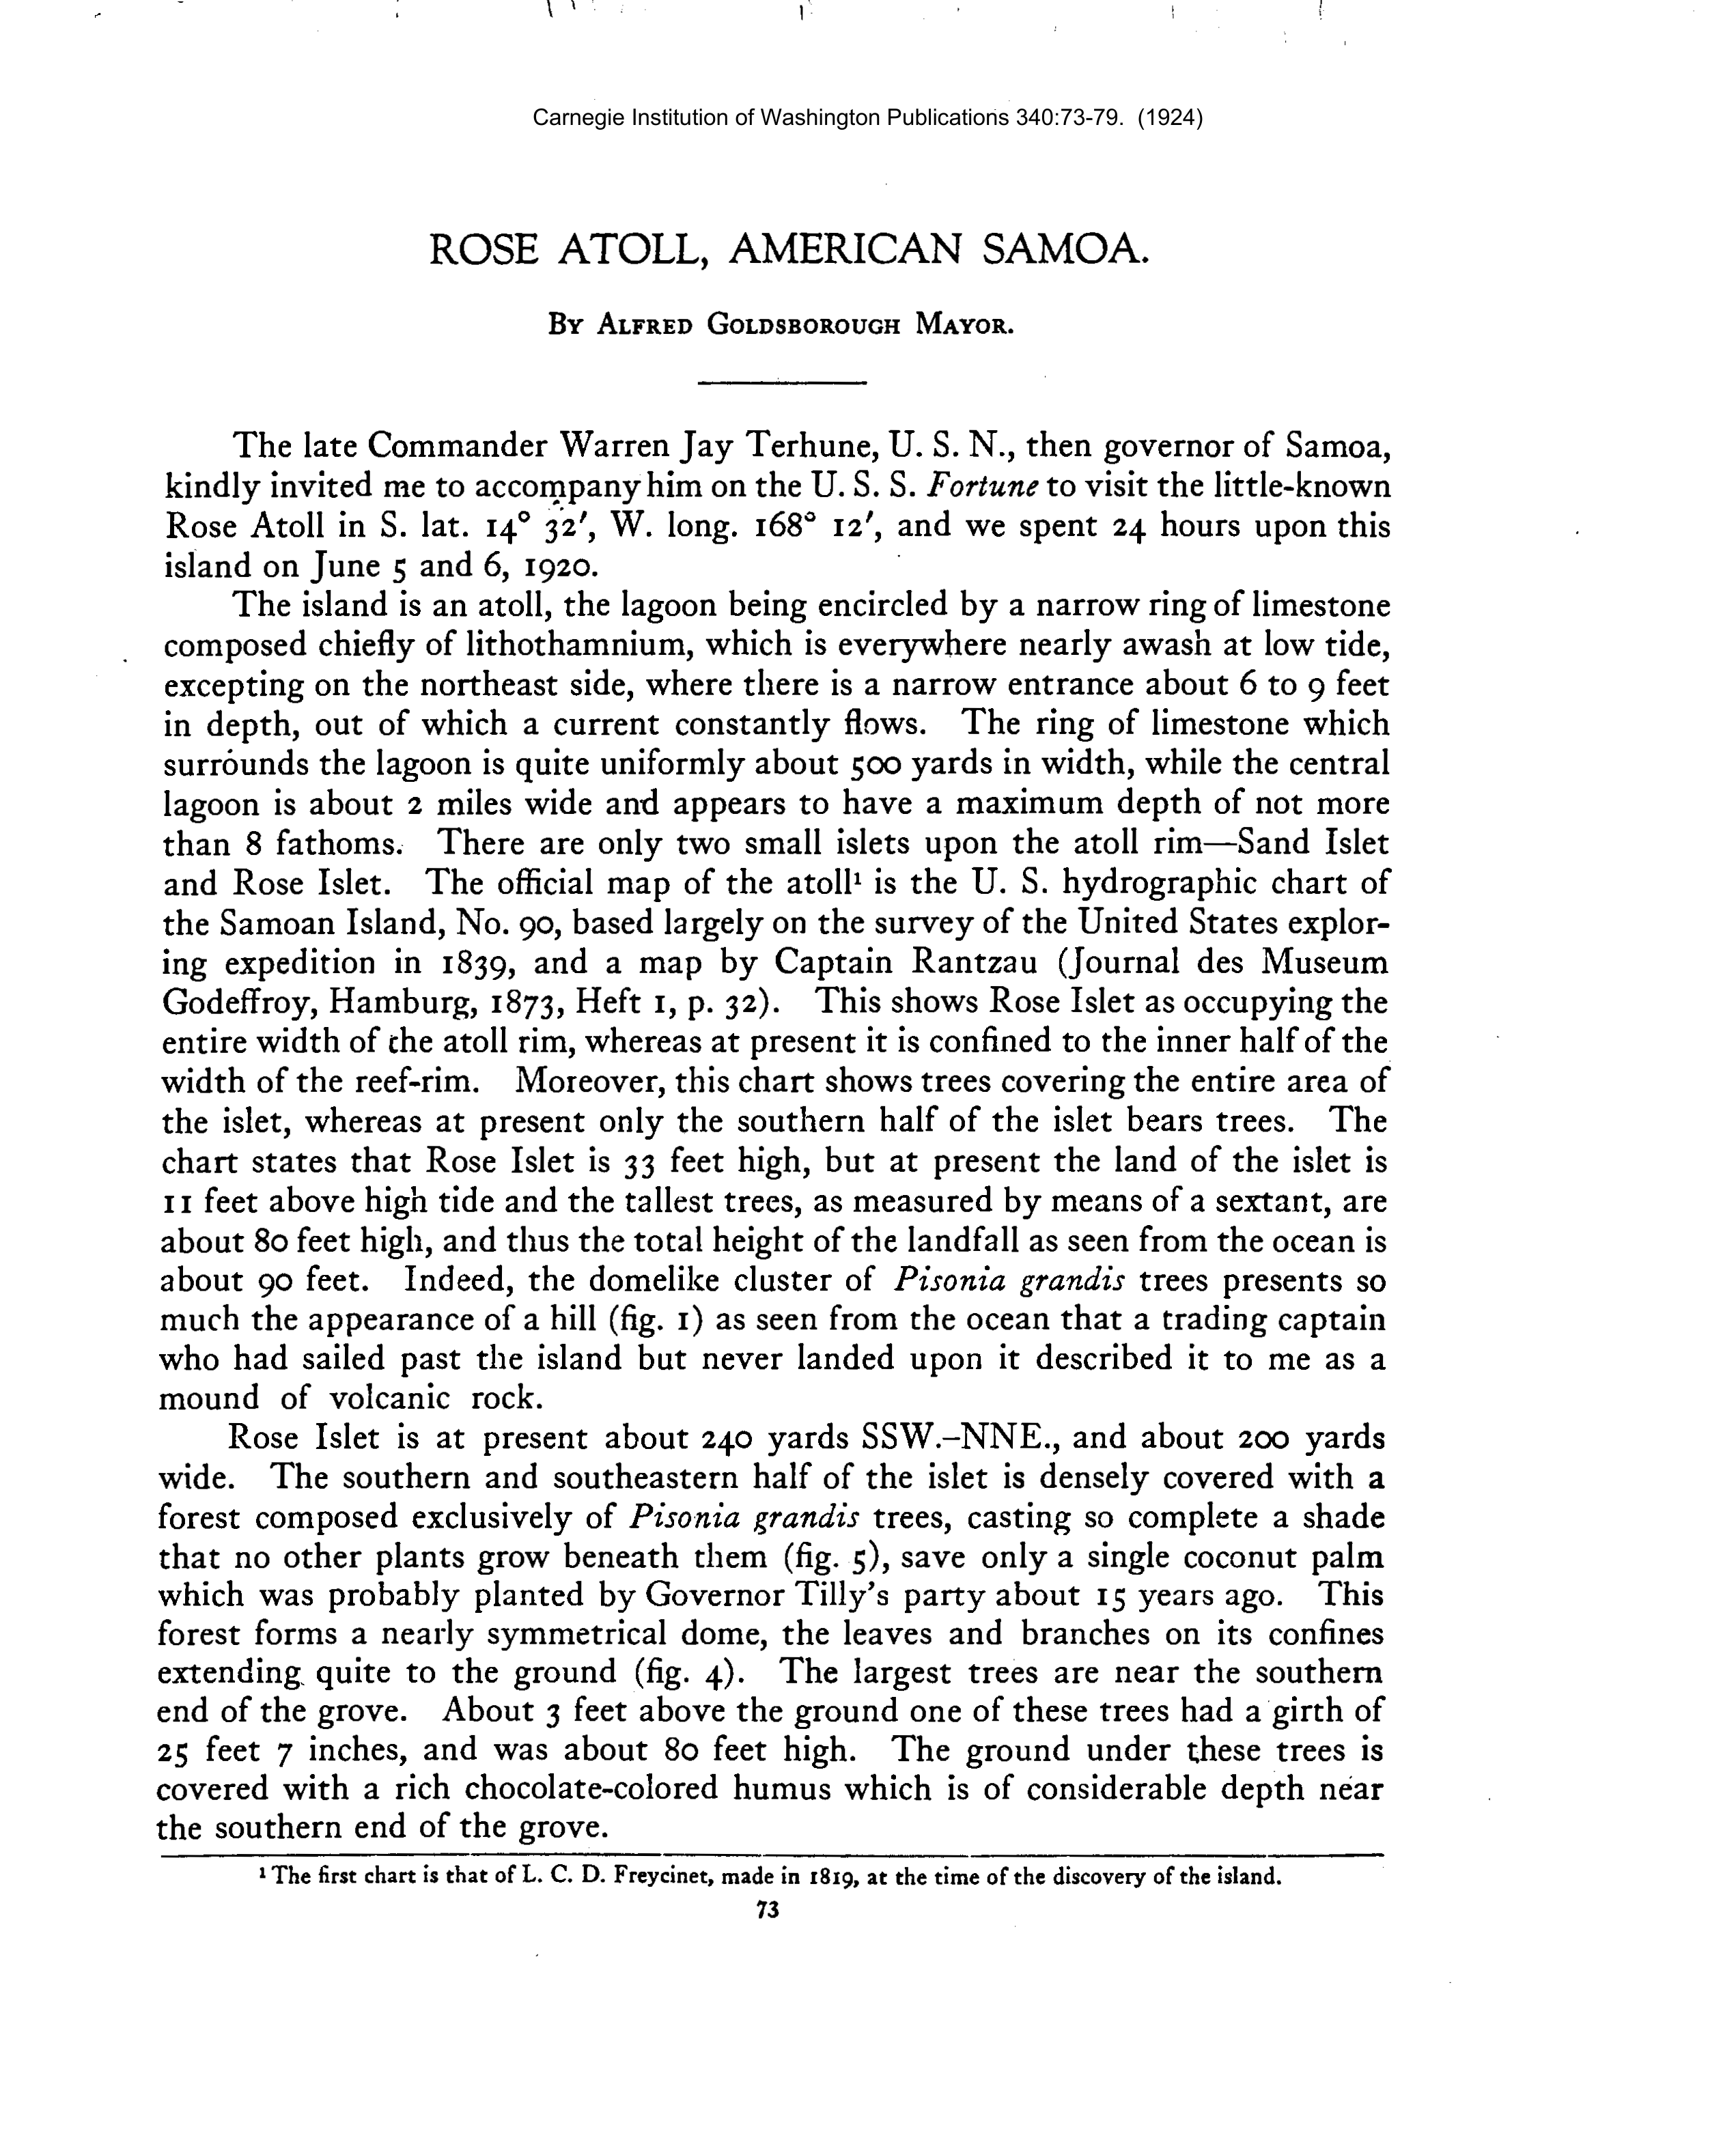 Carnegie Institution of Washington Publications 340:73-79. (1924)
ROSE ATOLL, AMERICAN SAMOA.
By Alfred Goldsborough Mayor.
The late Commander Warren Jay Terhune, U. S. N., then governor of Samoa,
kindly invited me to accompany him on the U. S. S. Fortune to visit the little-known
Rose Atoll in S. lat. 14° 32′, W. long. 168° 12′, and we spent 24 hours upon this
island on June 5 and 6, 1920.
The island is an atoll, the lagoon being encircled by a narrow ring of limestone
composed chiefly of lithothamnium, which is everywhere nearly awash at low tide,
excepting on the northeast side, where there is a narrow entrance about 6 to 9 feet
in depth, out of which a current constantly flows. The ring of limestone which
surrounds the lagoon is quite uniformly about 500 yards in width, while the central
lagoon is about 2 miles wide and appears to have a maximum depth of not more
than 8 fathoms. There are only two small islets upon the atoll rim—Sand Islet
and Rose Islet. The official map of the atoll¹ is the U. S. hydrographic chart of
the Samoan Island, No. 90, based largely on the survey of the United States explor-
ing expedition in 1839, and a map by Captain Rantzau (Journal des Museum
Godeffroy, Hamburg, 1873, Heft 1, p. 32). This shows Rose Islet as occupying the
entire width of the atoll rim, whereas at present it is confined to the inner half of the
width of the reef-rim. Moreover, this chart shows trees covering the entire area of
the islet, whereas at present only the southern half of the islet bears trees. The
chart states that Rose Islet is 33 feet high, but at present the land of the islet is
11 feet above high tide and the tallest trees, as measured by means of a sextant, are
about 80 feet high, and thus the total height of the landfall as seen from the ocean is
about 90 feet. Indeed, the domelike cluster of Pisonia grandis trees presents so
much the appearance of a hill (fig. 1) as seen from the ocean that a trading captain
who had sailed past the island but never landed upon it described it to me as a
mound of volcanic rock.
Rose Islet is at present about 240 yards SSW.–NNE., and about 200 yards
wide. The southern and southeastern half of the islet is densely covered with a
forest composed exclusively of Pisonia grandis trees, casting so complete a shade
that no other plants grow beneath them (fig. 5), save only a single coconut palm
which was probably planted by Governor Tilly's party about 15 years ago. This
forest forms a nearly symmetrical dome, the leaves and branches on its confines
extending quite to the ground (fig. 4). The largest trees are near the southern
end of the grove. About 3 feet above the ground one of these trees had a girth of
25 feet 7 inches, and was about 80 feet high. The ground under these trees is
covered with a rich chocolate-colored humus which is of considerable depth near
the southern end of the grove.
¹ The first chart is that of L. C. D. Freycinet, made in 1819, at the time of the discovery of the island.
73